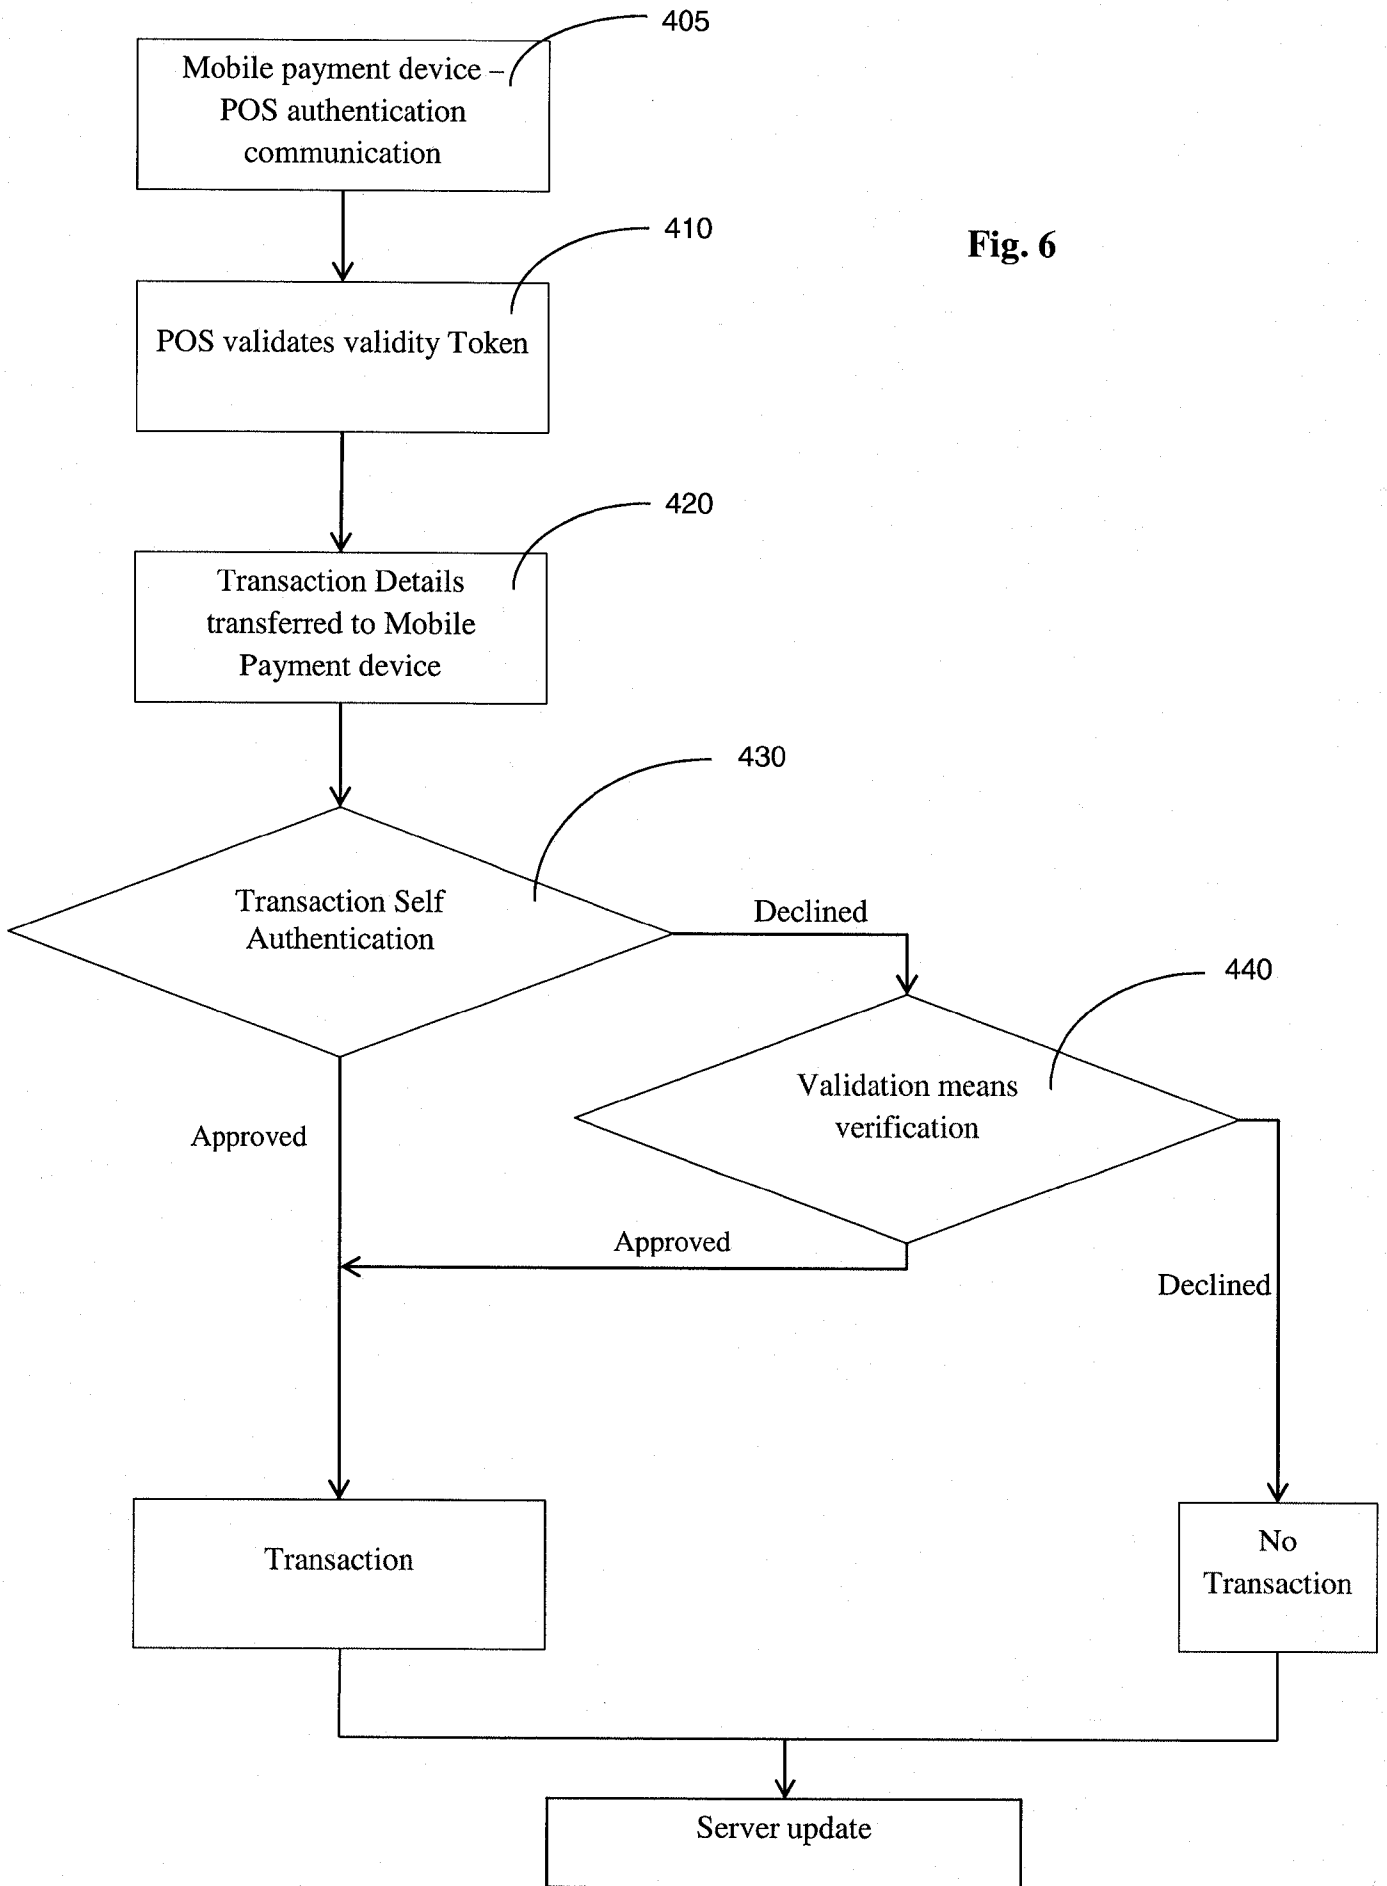 405
Mobile payment device –
POS authentication
communication
410
Fig. 6
POS validates validity Token
420
Transaction Details
transferred to Mobile
Payment device
430
Transaction Self
Authentication
Declined
440
Validation means
verification
Approved
Approved
Declined
Transaction
No
Transaction
Server update